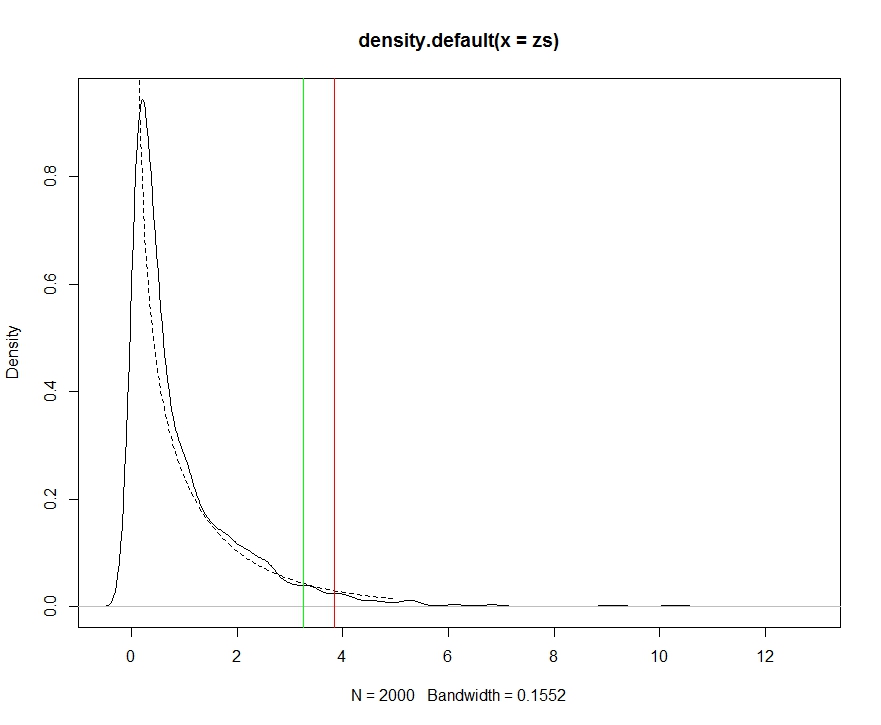 density.default(x = zs)
Density
0.0
0.2
0.4
0.6
0.8
0 2 4 6 8 10 12
N = 2000 Bandwidth = 0.1552